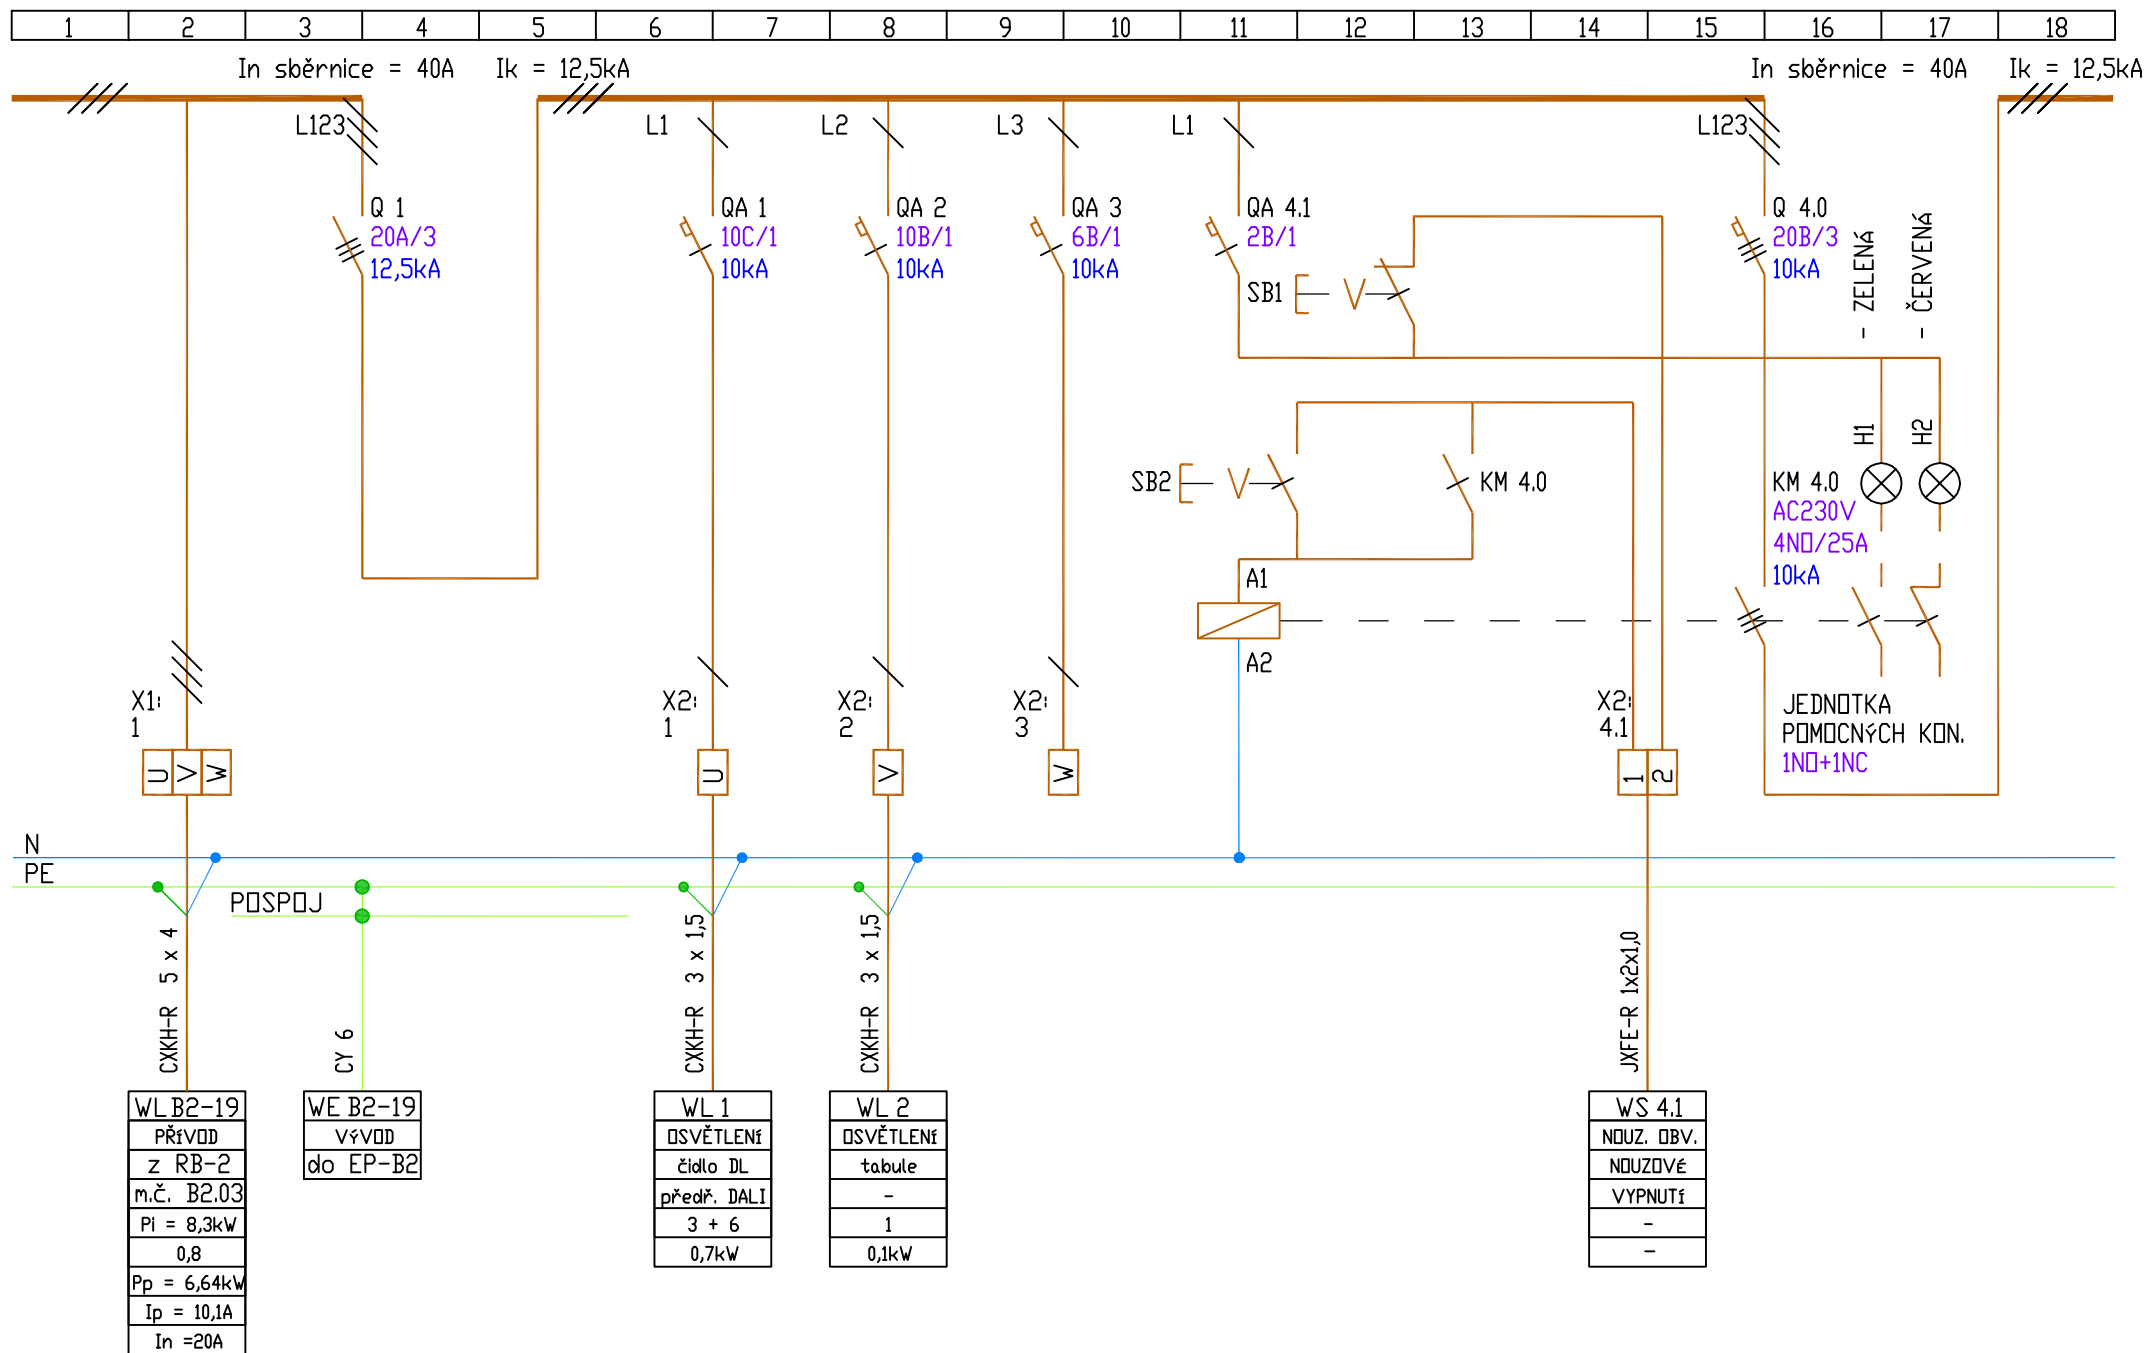 1 2 3 4 5 6 7 8 9 10 11 12 13 14 15 16 17 18
In sběrnice = 40A Ik = 12,5kA In sběrnice = 40A Ik = 12,5kA
L123 L1 L2 L3 L1 L123
Q 1
20A/3
12,5kA
QA 1
10C/1
10kA
QA 2
10B/1
10kA
QA 3
6B/1
10kA
QA 4.1
2B/1
SB1
Q 4.0
20B/3
10kA
- ZELENÁ
- ČERVENÁ
H1
H2
SB2
KM 4.0
KM 4.0
AC230V
4NO/25A
10kA
A1
A2
X1:
1
X2:
1
X2:
2
X2:
3
X2:
4.1
JEDNOTKA
POMOCNÝCH KON.
1NO+1NC
U V W U V W 1 2
N
PE
POSPOJ
CXKH-R 5 x 4
CY 6
CXKH-R 3 x 1,5
CXKH-R 3 x 1,5
JXFE-R 1x2x1,0
WL B2-19
PŘÍVOD
z RB-2
m.č. B2.03
Pi = 8,3kW
0,8
Pp = 6,64kW
Ip = 10,1A
In =20A
WE B2-19
VÝVOD
do EP-B2
WL 1
OSVĚTLENÍ
čidlo DL
předř. DALI
3 + 6
0,7kW
WL 2
OSVĚTLENÍ
tabule
-
1
0,1kW
WS 4.1
NOUZ. OBV.
NOUZOVÉ
VYPNUTÍ
-
-